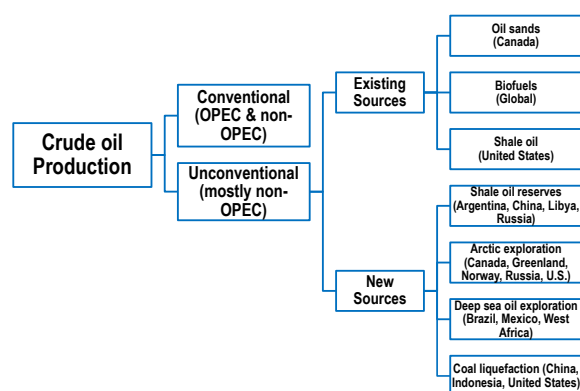 Crude oil
Production
Conventional
(OPEC & non-
OPEC)
Unconventional
(mostly non-
OPEC)
Existing
Sources
New
Sources
Oil sands
(Canada)
Biofuels
(Global)
Shale oil
(United States)
Shale oil reserves
(Argentina, China, Libya,
Russia)
Arctic exploration
(Canada, Greenland,
Norway, Russia, U.S.)
Deep sea oil exploration
(Brazil, Mexico, West
Africa)
Coal liquefaction (China,
Indonesia, United States)